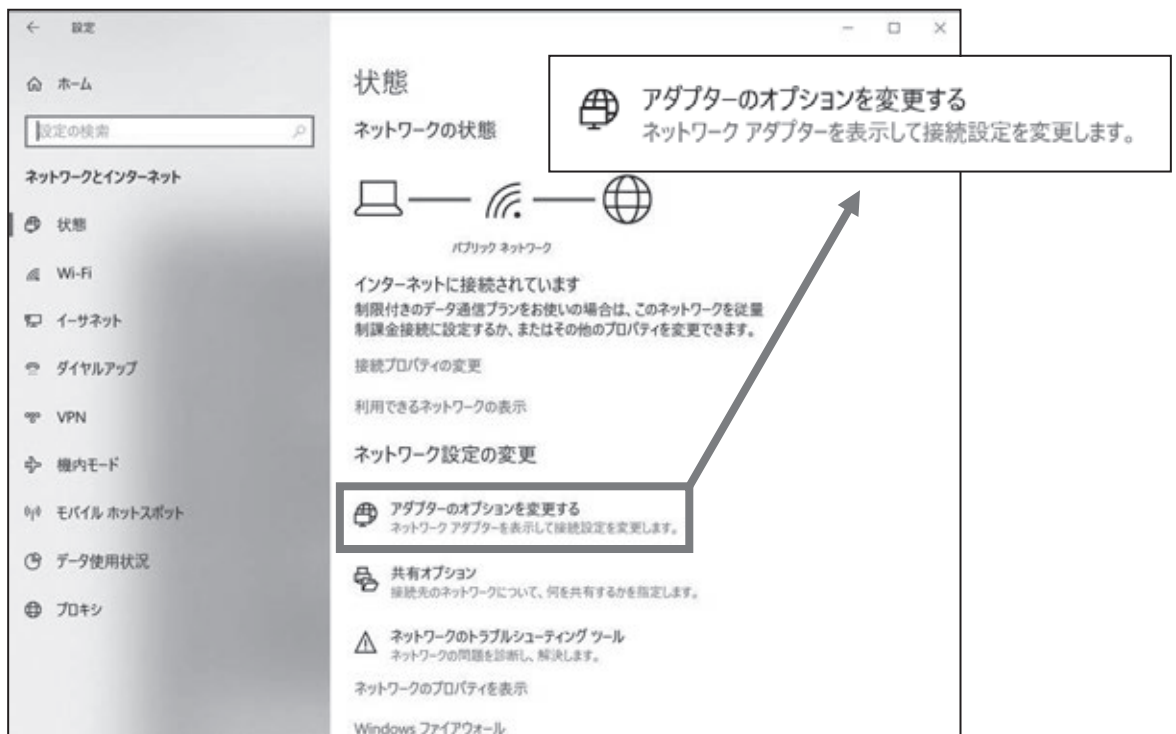 設定
ホーム
設定の検索
ネットワークとインターネット
状態
Wi-Fi
イーサネット
ダイヤルアップ
VPN
機内モード
モバイル ホットスポット
データ使用状況
プロキシ
状態
ネットワークの状態
パブリック ネットワーク
インターネットに接続されています
制限付きのデータ通信プランをお使いの場合は、このネットワークを従量
制課金接続に設定するか、またはその他のプロパティを変更できます。
接続プロパティの変更
利用できるネットワークの表示
ネットワーク設定の変更
アダプターのオプションを変更する
ネットワーク アダプターを表示して接続設定を変更します。
共有オプション
接続先のネットワークについて、何を共有するかを指定します。
ネットワークのトラブルシューティング ツール
ネットワークの問題を診断し、解決します。
ネットワークのプロパティを表示
Windows ファイアウォール
アダプターのオプションを変更する
ネットワーク アダプターを表示して接続設定を変更します。